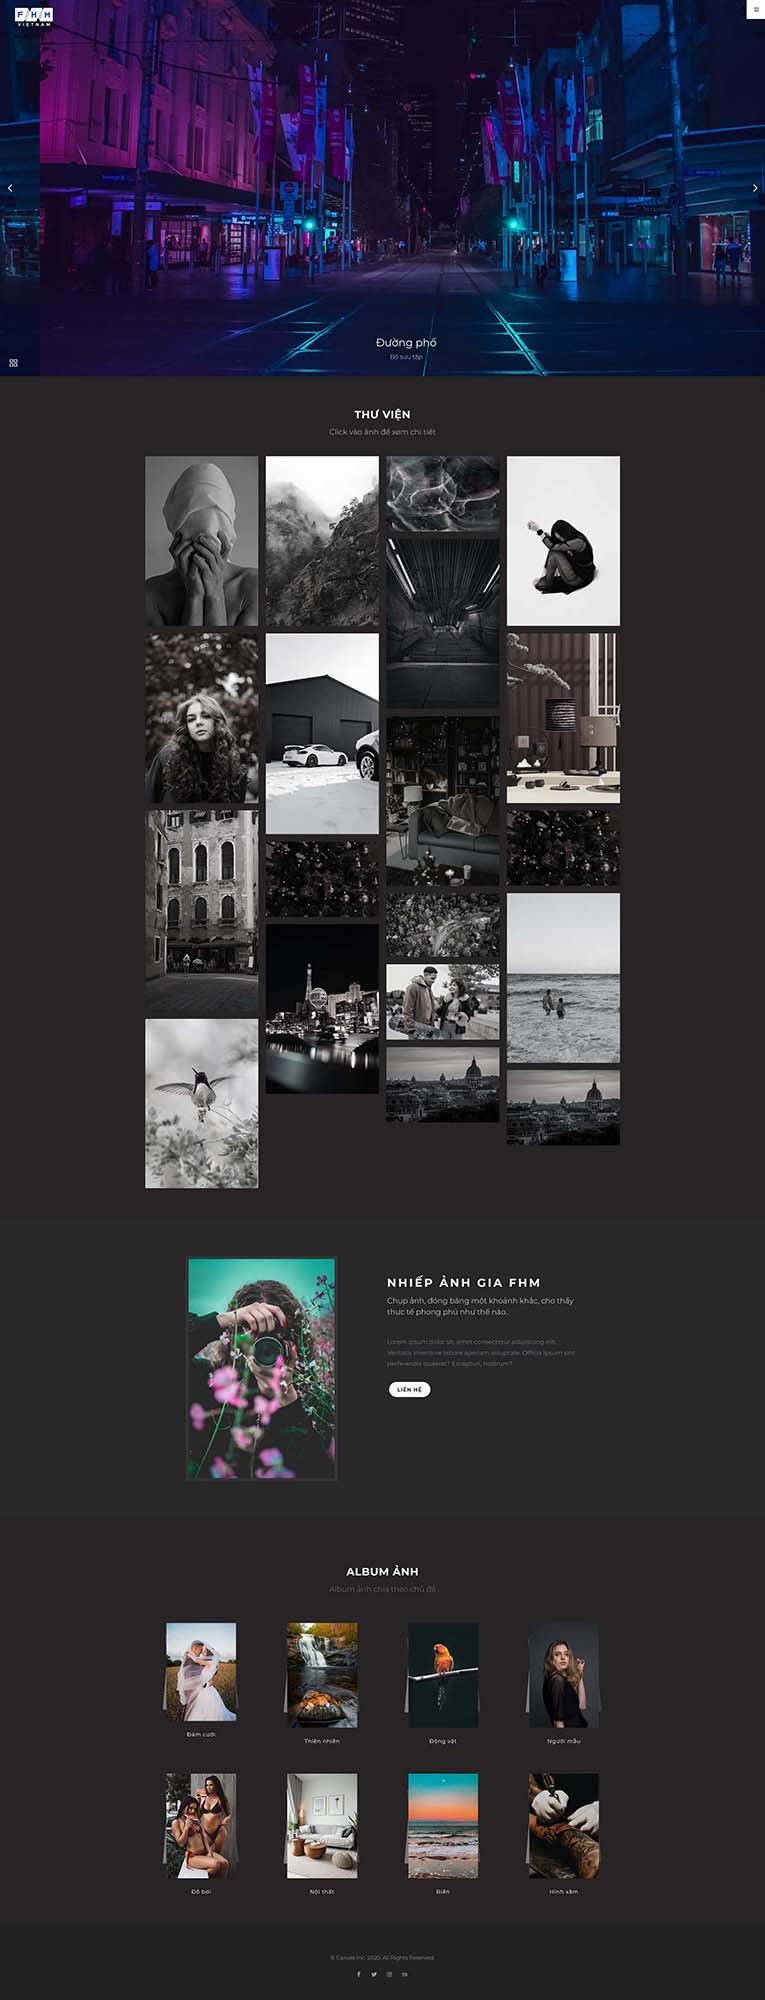 FHM
VIETNAM
Đường phố
Bộ sưu tập
THƯ VIỆN
Click vào ảnh để xem chi tiết
NHIẾP ẢNH GIA FHM
Chụp ảnh, đóng băng một khoảnh khắc, cho thấy
thực tế phong phú như thế nào.
Lorem ipsum dolor sit, amet consectetur adipisicing elit.
Veritatis inventore labore aperiam voluptate. Officia ipsum sint
perferendis quaerat? Excepturi, nostrum?
LIÊN HỆ
ALBUM ẢNH
Album ảnh chia theo chủ đề
Đám cưới
Thiên nhiên
Động vật
Người mẫu
Đồ bơi
Nội thất
Biển
Hình xăm
© Canvas Inc. 2020. All Rights Reserved.